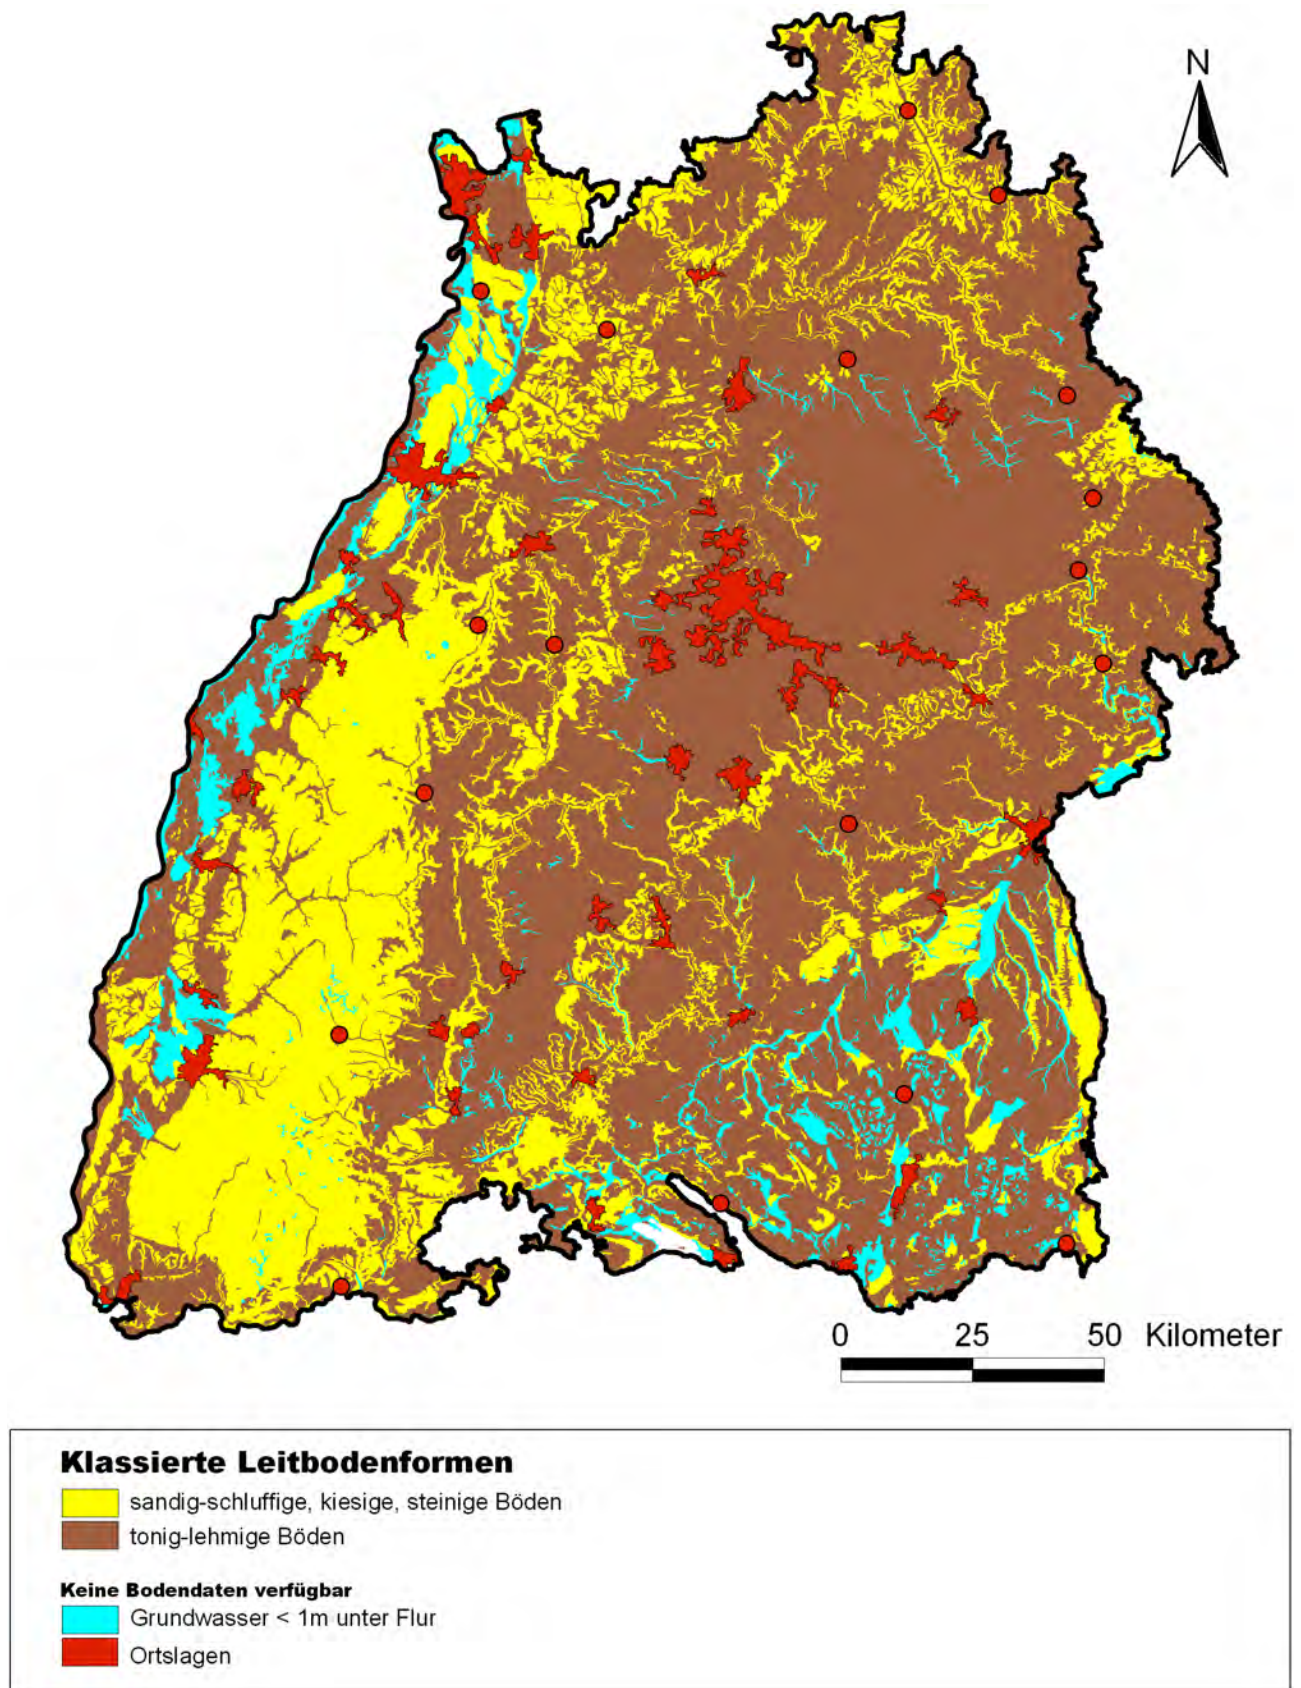 N
0 25 50 Kilometer
Klassierte Leitbodenformen
sandig-schluffige, kiesige, steinige Böden
tonig-lehmige Böden
Keine Bodendaten verfügbar
Grundwasser < 1m unter Flur
Ortslagen